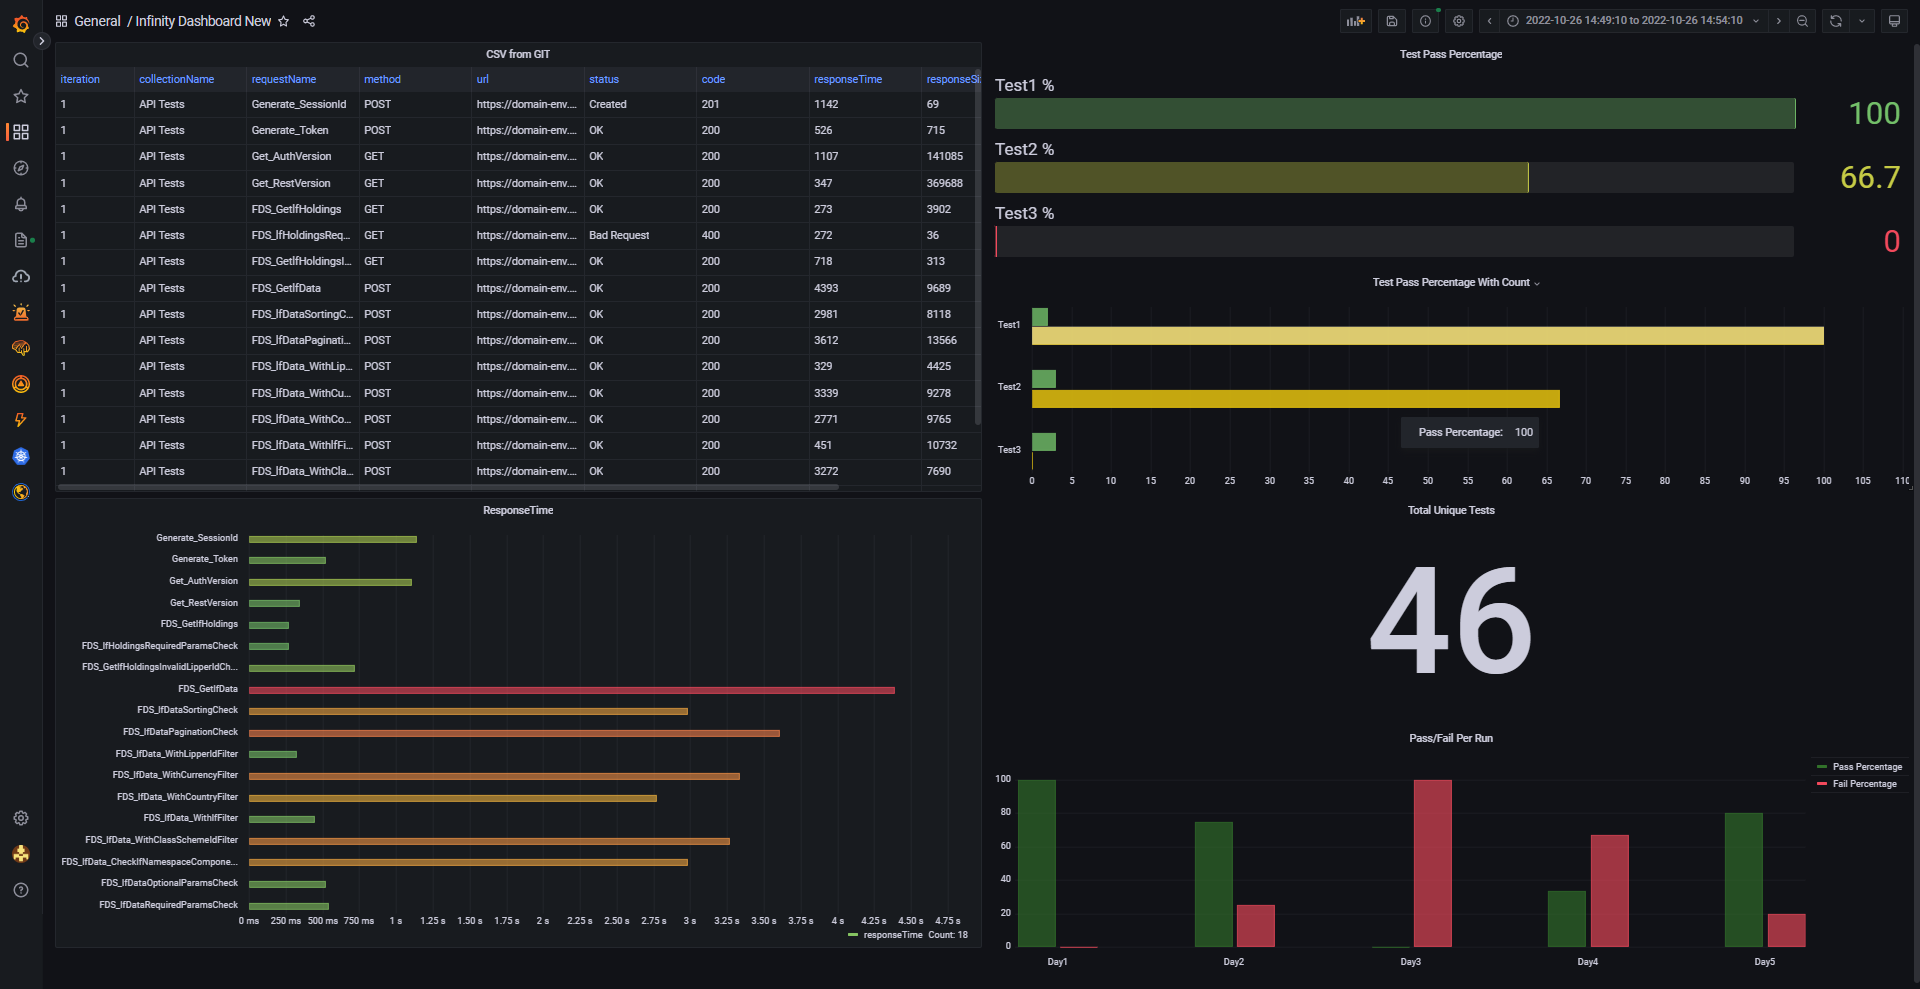 General / Infinity Dashboard New
2022-10-26 14:49:10 to 2022-10-26 14:54:10
CSV from GIT
iteration collectionName requestName method url status code responseTime responseSi
1 API Tests Generate_SessionId POST https://domain-env.... Created 201 1142 69
1 API Tests Generate_Token POST https://domain-env.... OK 200 526 715
1 API Tests Get_AuthVersion GET https://domain-env.... OK 200 1107 141085
1 API Tests Get_RestVersion GET https://domain-env.... OK 200 347 369688
1 API Tests FDS_GetIfHoldings GET https://domain-env.... OK 200 273 3902
1 API Tests FDS_IfHoldingsReq... GET https://domain-env.... Bad Request 400 272 36
1 API Tests FDS_GetIfHoldingsI... GET https://domain-env.... OK 200 718 313
1 API Tests FDS_GetIfData POST https://domain-env.... OK 200 4393 9689
1 API Tests FDS_IfDataSortingC... POST https://domain-env.... OK 200 2981 8118
1 API Tests FDS_IfDataPaginati... POST https://domain-env.... OK 200 3612 13566
1 API Tests FDS_IfData_WithLip... POST https://domain-env.... OK 200 329 4425
1 API Tests FDS_IfData_WithCu... POST https://domain-env.... OK 200 3339 9278
1 API Tests FDS_IfData_WithCo... POST https://domain-env.... OK 200 2771 9765
1 API Tests FDS_IfData_WithIfFi... POST https://domain-env.... OK 200 451 10732
1 API Tests FDS_IfData_WithCla... POST https://domain-env.... OK 200 3272 7690
Test Pass Percentage
Test1 %
100
Test2 %
66.7
Test3 %
0
Test Pass Percentage With Count
Test1
Test2
Pass Percentage: 100
Test3
0 5 10 15 20 25 30 35 40 45 50 55 60 65 70 75 80 85 90 95 100 105 110
ResponseTime
Generate_SessionId
Generate_Token
Get_AuthVersion
Get_RestVersion
FDS_GetIfHoldings
FDS_IfHoldingsRequiredParamsCheck
FDS_GetIfHoldingsInvalidLipperIdCh...
FDS_GetIfData
FDS_IfDataSortingCheck
FDS_IfDataPaginationCheck
FDS_IfData_WithLipperIdFilter
FDS_IfData_WithCurrencyFilter
FDS_IfData_WithCountryFilter
FDS_IfData_WithIfFilter
FDS_IfData_WithClassSchemeIdFilter
FDS_IfData_CheckIfNamespaceCompone...
FDS_IfDataOptionalParamsCheck
FDS_IfDataRequiredParamsCheck
0 ms 250 ms 500 ms 750 ms 1 s 1.25 s 1.50 s 1.75 s 2 s 2.25 s 2.50 s 2.75 s 3 s 3.25 s 3.50 s 3.75 s 4 s 4.25 s 4.50 s 4.75 s
responseTime Count: 18
Total Unique Tests
46
Pass/Fail Per Run
Pass Percentage
Fail Percentage
100
80
60
40
20
0
Day1 Day2 Day3 Day4 Day5